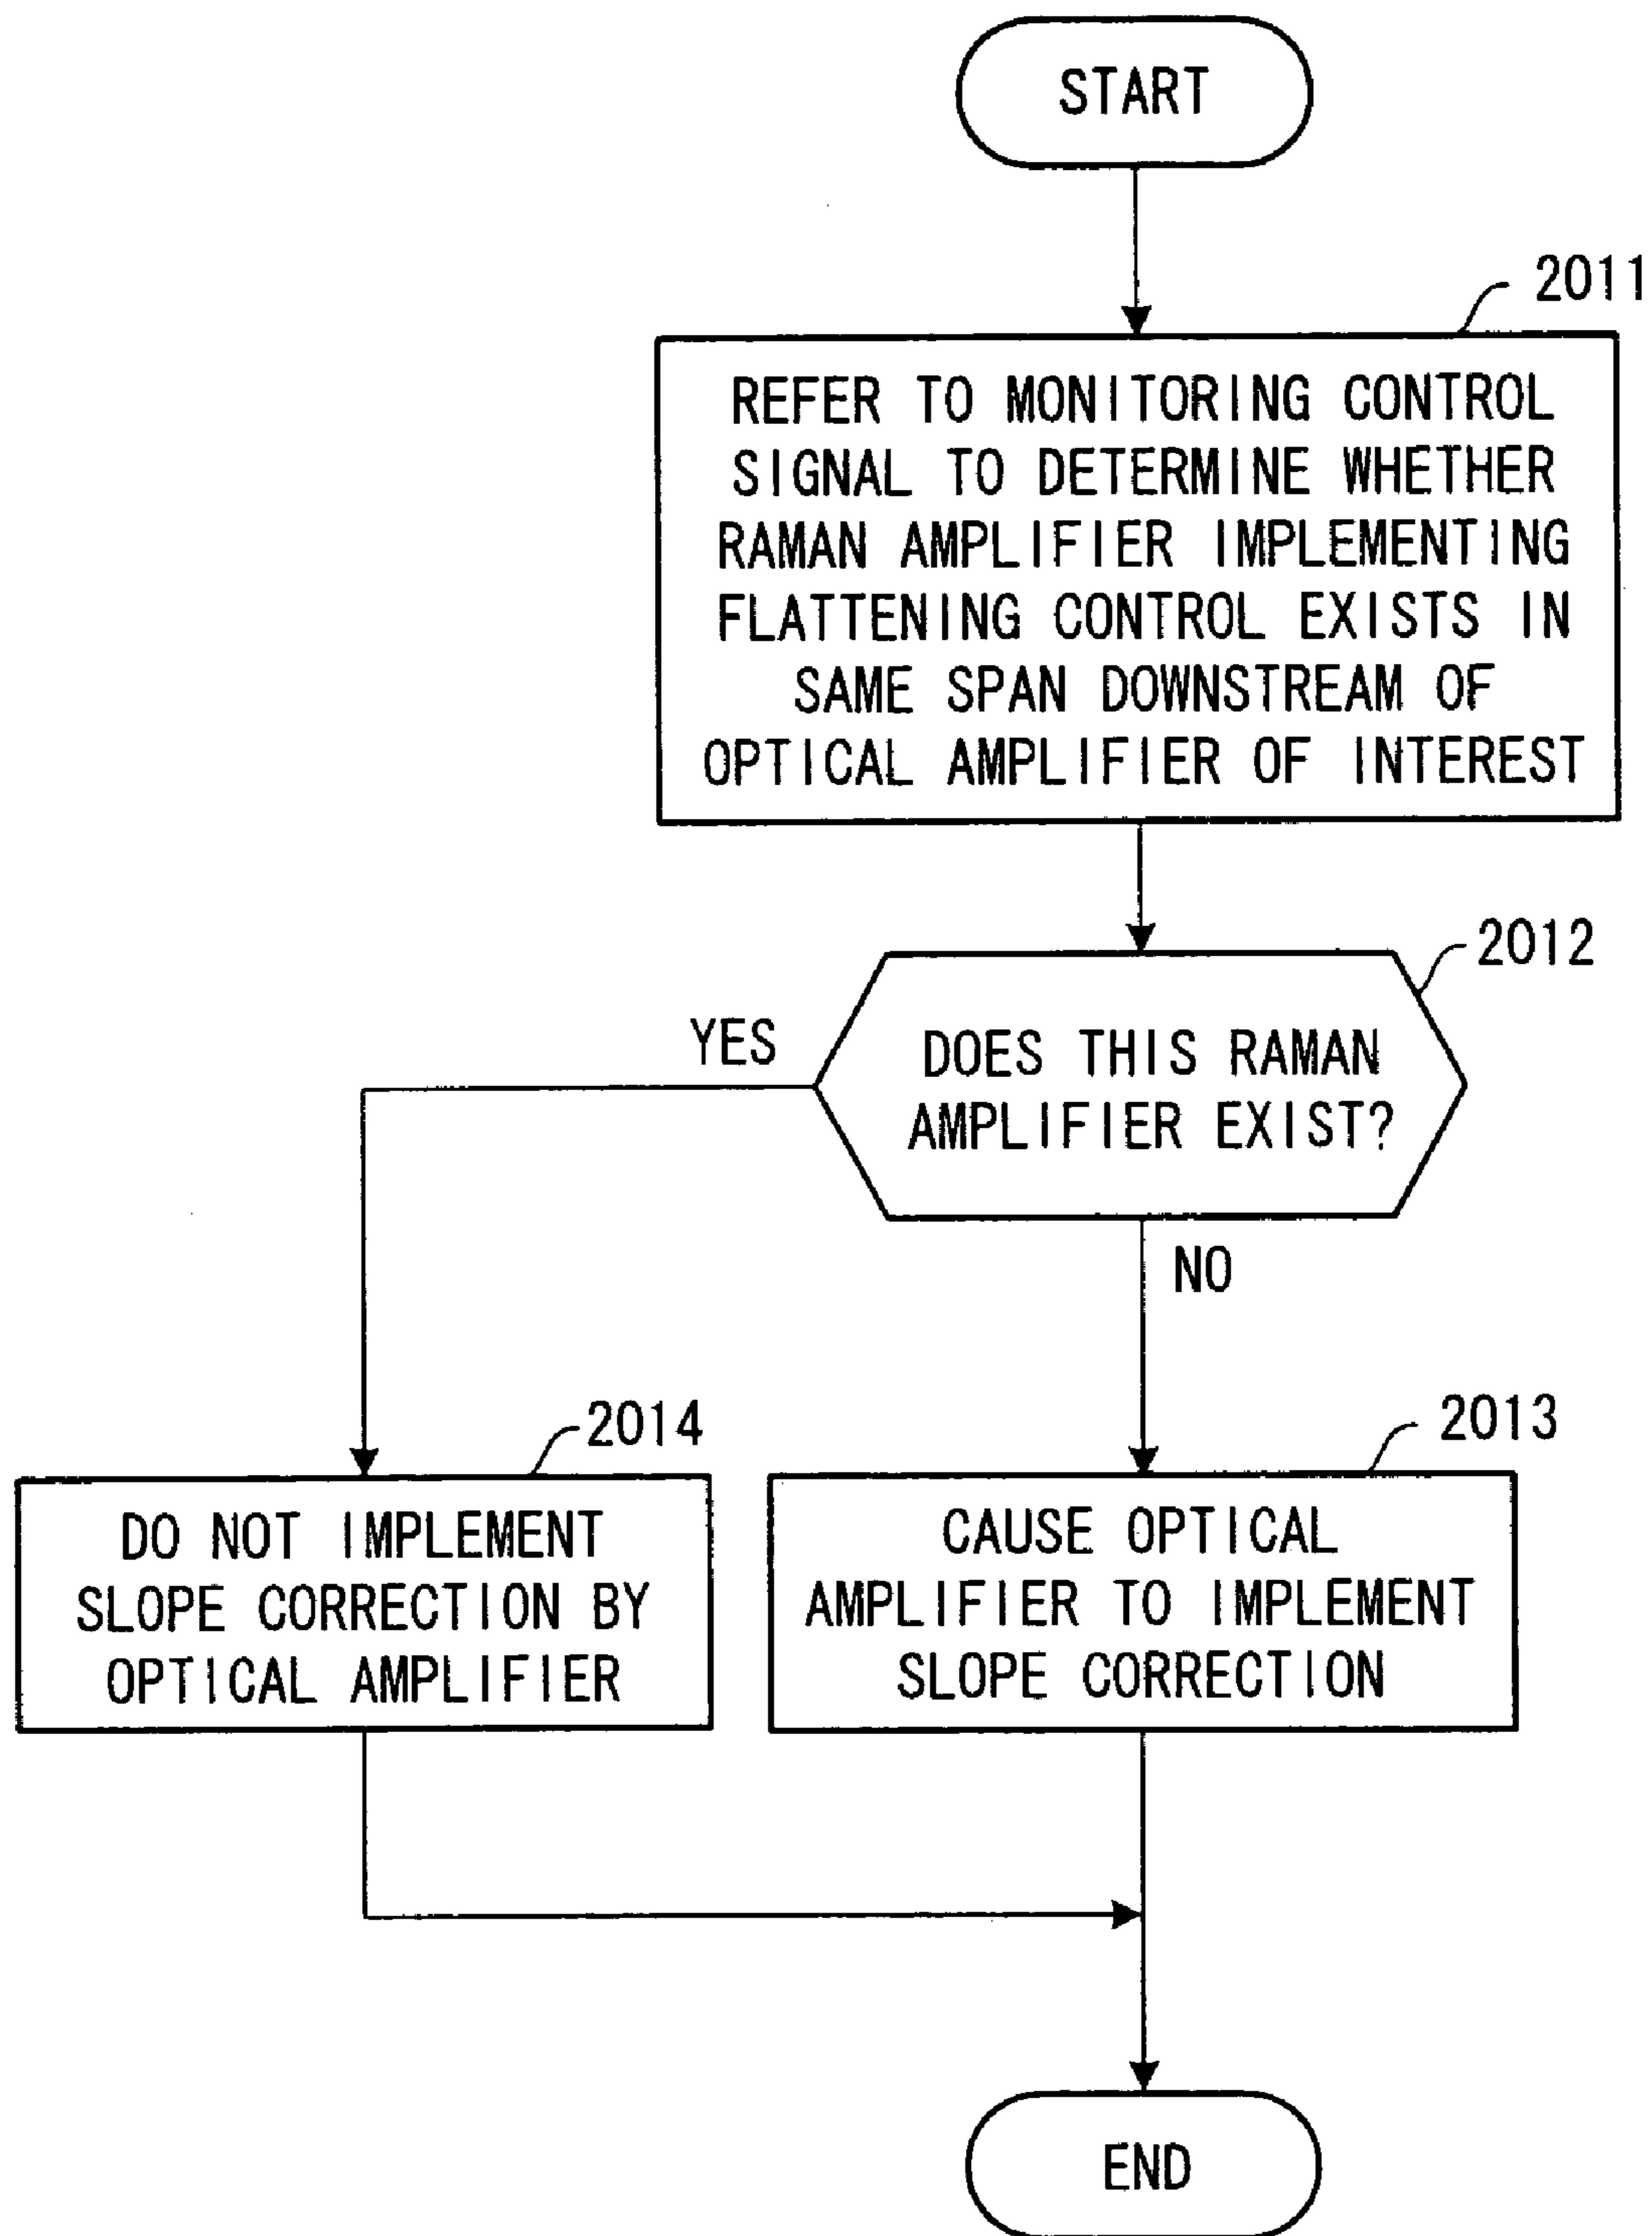 START
2011
REFER TO MONITORING CONTROL
SIGNAL TO DETERMINE WHETHER
RAMAN AMPLIFIER IMPLEMENTING
FLATTENING CONTROL EXISTS IN
SAME SPAN DOWNSTREAM OF
OPTICAL AMPLIFIER OF INTEREST
2012
YES
DOES THIS RAMAN
AMPLIFIER EXIST?
NO
2014
2013
DO NOT IMPLEMENT
SLOPE CORRECTION BY
OPTICAL AMPLIFIER
CAUSE OPTICAL
AMPLIFIER TO IMPLEMENT
SLOPE CORRECTION
END